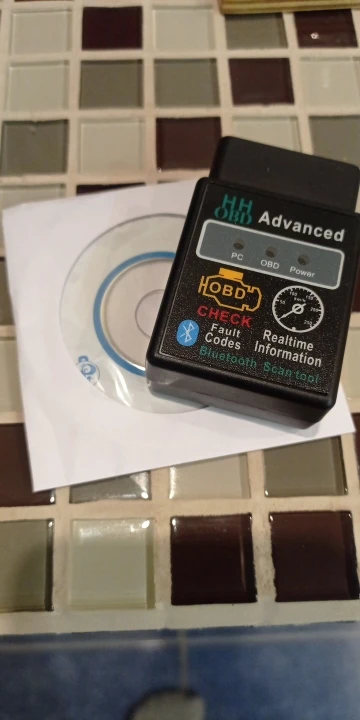 HH
OBD Advanced
PC OBD Power
OBD
CHECK
Fault
Codes
Realtime
Information
Bluetooth Scan tool